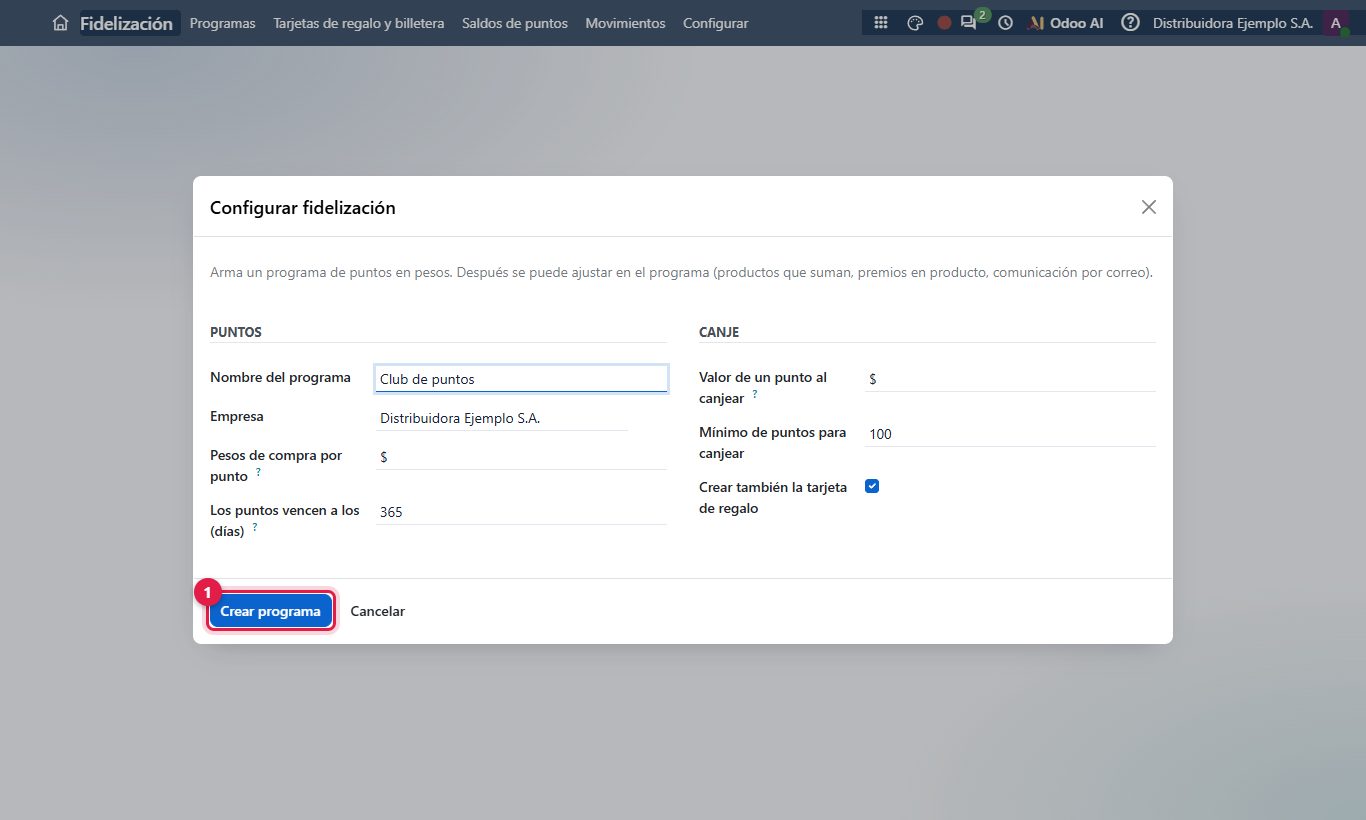 Fidelización Programas Tarjetas de regalo y billetera Saldos de puntos Movimientos Configurar 2 Odoo AI ? Distribuidora Ejemplo S.A. A
Configurar fidelización
Arma un programa de puntos en pesos. Después se puede ajustar en el programa (productos que suman, premios en producto, comunicación por correo).
PUNTOS
Nombre del programa Club de puntos
Empresa Distribuidora Ejemplo S.A.
Pesos de compra por
punto ? $
Los puntos vencen a los
(días) ? 365
CANJE
Valor de un punto al
canjear ? $
Mínimo de puntos para
canjear 100
Crear también la tarjeta
de regalo
1
Crear programa Cancelar